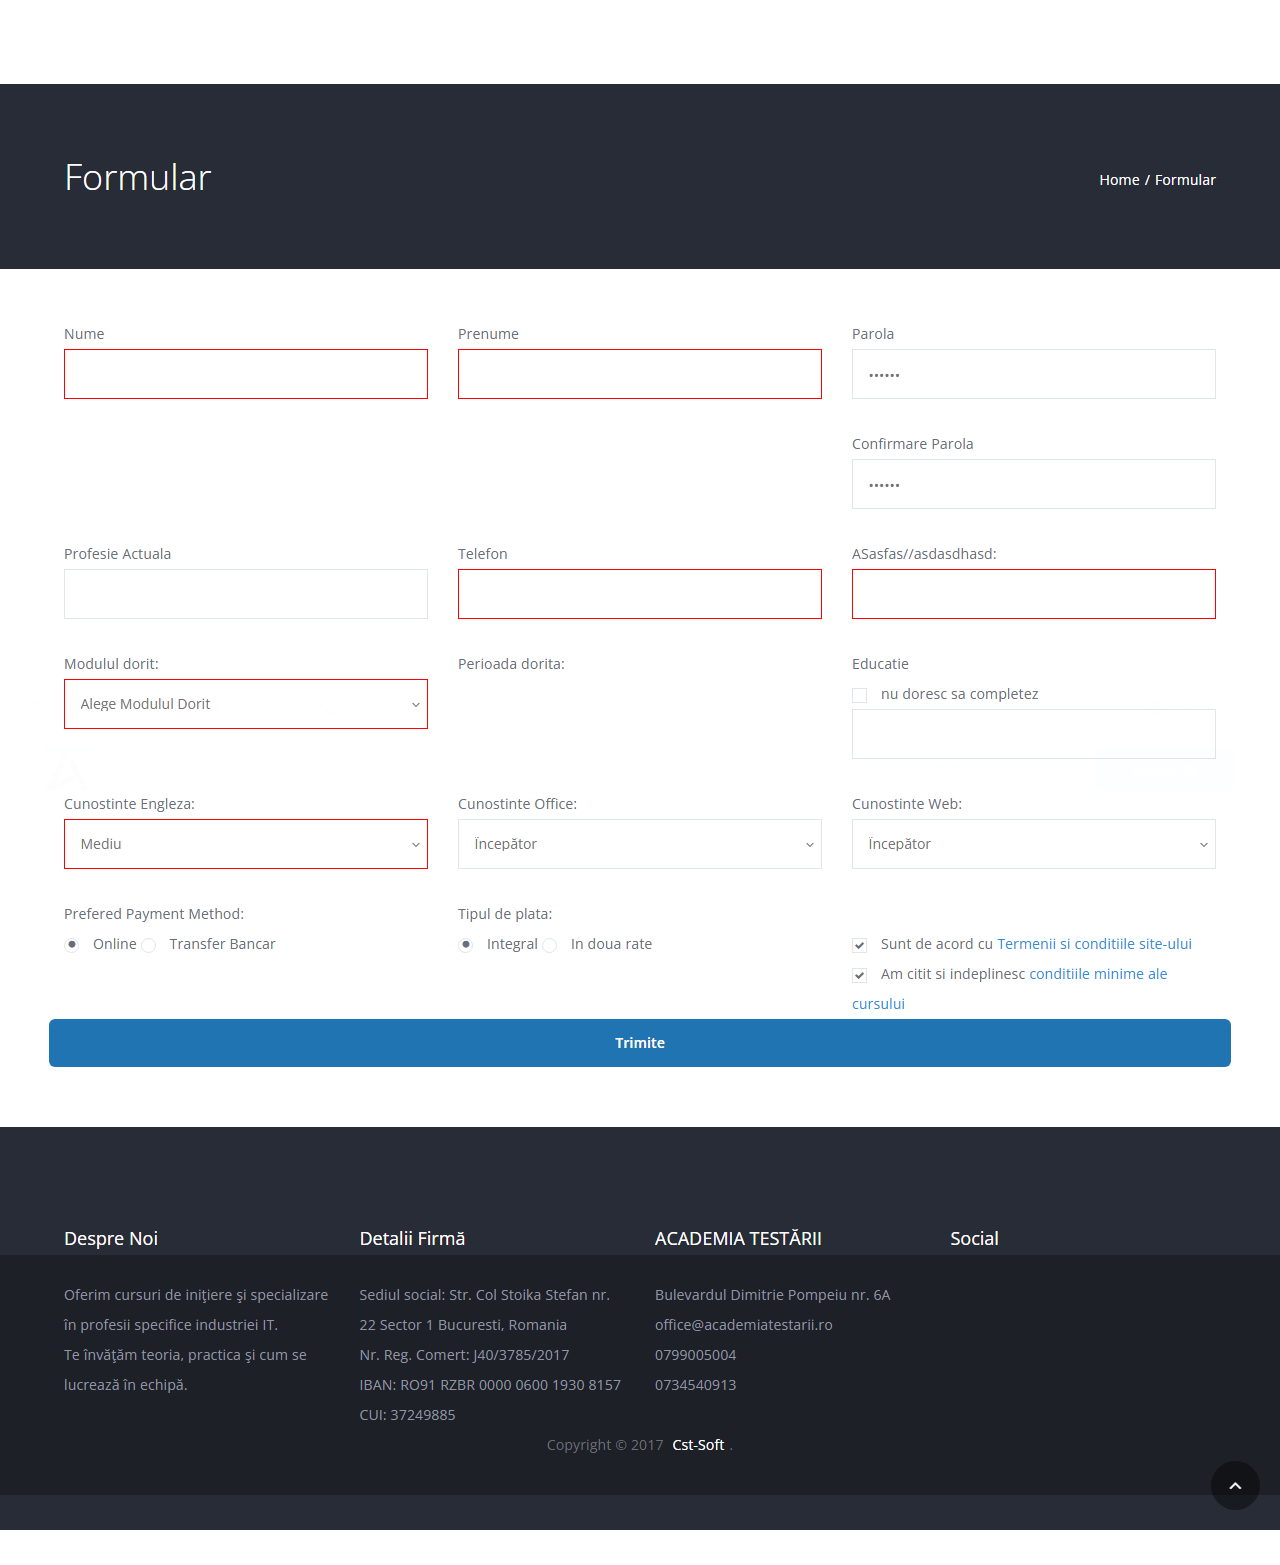 Formular
Home / Formular
Nume
Prenume
Parola
••••••
Confirmare Parola
••••••
Profesie Actuala
Telefon
ASasfas//asdasdhasd:
Modulul dorit:
Perioada dorita:
Educatie
Alege Modulul Dorit
nu doresc sa completez
Cunostinte Engleza:
Cunostinte Office:
Cunostinte Web:
Mediu
Începător
Începător
Prefered Payment Method:
Tipul de plata:
Online
Transfer Bancar
Integral
In doua rate
Sunt de acord cu Termenii si conditiile site-ului
Am citit si indeplinesc conditiile minime ale
cursului
Trimite
Despre Noi
Oferim cursuri de inițiere și specializare
în profesii specifice industriei IT.
Te învățăm teoria, practica și cum se
lucrează în echipă.
Detalii Firmă
Sediul social: Str. Col Stoika Stefan nr.
22 Sector 1 Bucuresti, Romania
Nr. Reg. Comert: J40/3785/2017
IBAN: RO91 RZBR 0000 0600 1930 8157
CUI: 37249885
ACADEMIA TESTĂRII
Bulevardul Dimitrie Pompeiu nr. 6A
office@academiatestarii.ro
0799005004
0734540913
Social
Copyright © 2017 Cst-Soft .